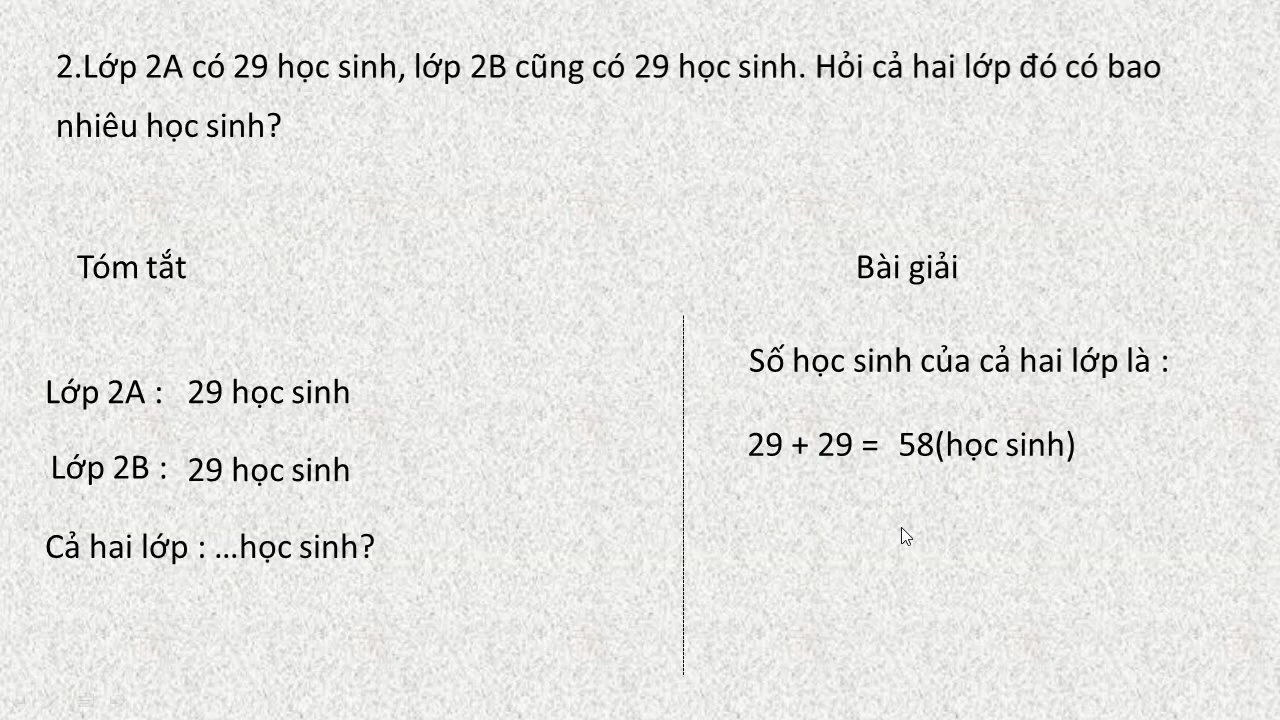 2.Lớp 2A có 29 học sinh, lớp 2B cũng có 29 học sinh. Hỏi cả hai lớp đó có bao
nhiêu học sinh?
Tóm tắt
Lớp 2A : 29 học sinh
Lớp 2B : 29 học sinh
Cả hai lớp : ...học sinh?
Bài giải
Số học sinh của cả hai lớp là :
29 + 29 = 58(học sinh)